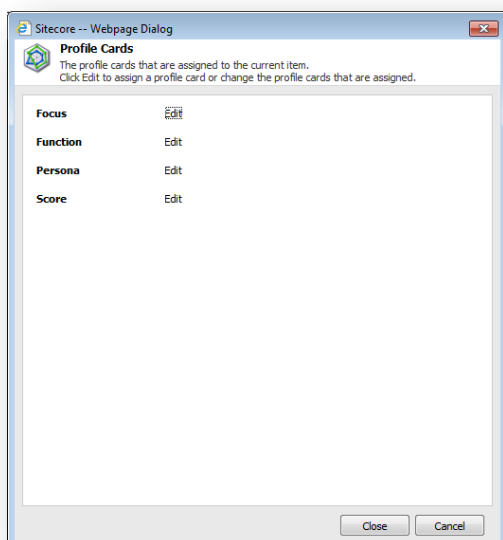 Sitecore -- Webpage Dialog
Profile Cards
The profile cards that are assigned to the current item.
Click Edit to assign a profile card or change the profile cards that are assigned.
Focus Edit
Function Edit
Persona Edit
Score Edit
Close Cancel